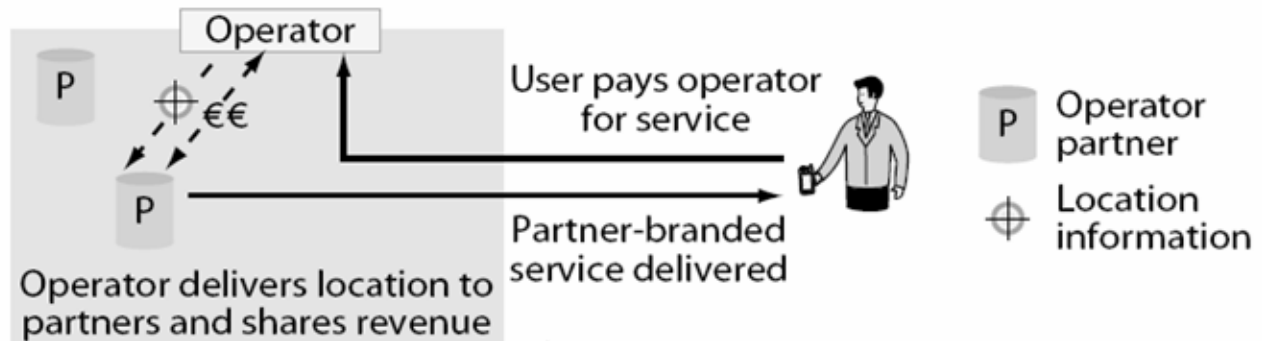 Operator
P
€€
P
Operator delivers location to
partners and shares revenue
User pays operator
for service
Partner-branded
service delivered
P
Operator
partner
Location
information